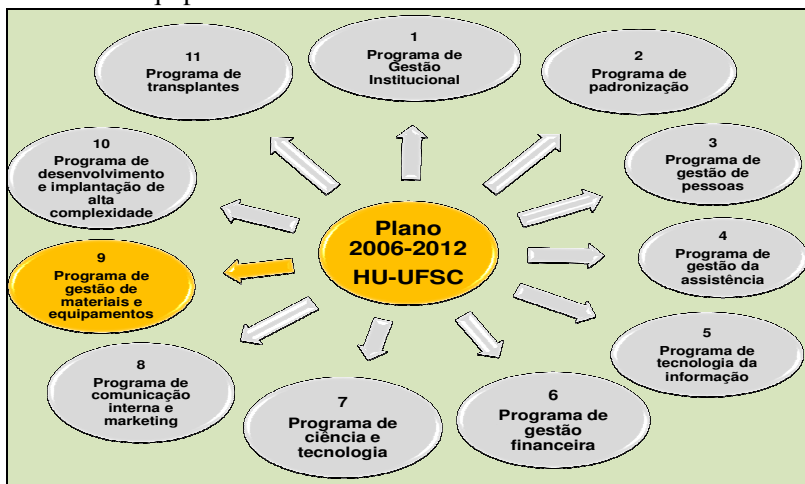 Plano
2006-2012
HU-UFSC
1
Programa de
Gestão
Institucional
2
Programa de
padronização
3
Programa de
gestão de
pessoas
4
Programa de
gestão da
assistência
5
Programa de
tecnologia da
informação
6
Programa de
gestão
financeira
7
Programa de
ciência e
tecnologia
8
Programa de
comunicação
interna e
marketing
9
Programa de
gestão de
materiais e
equipamentos
10
Programa de
desenvolvimento
e implantação de
alta
complexidade
11
Programa de
transplantes